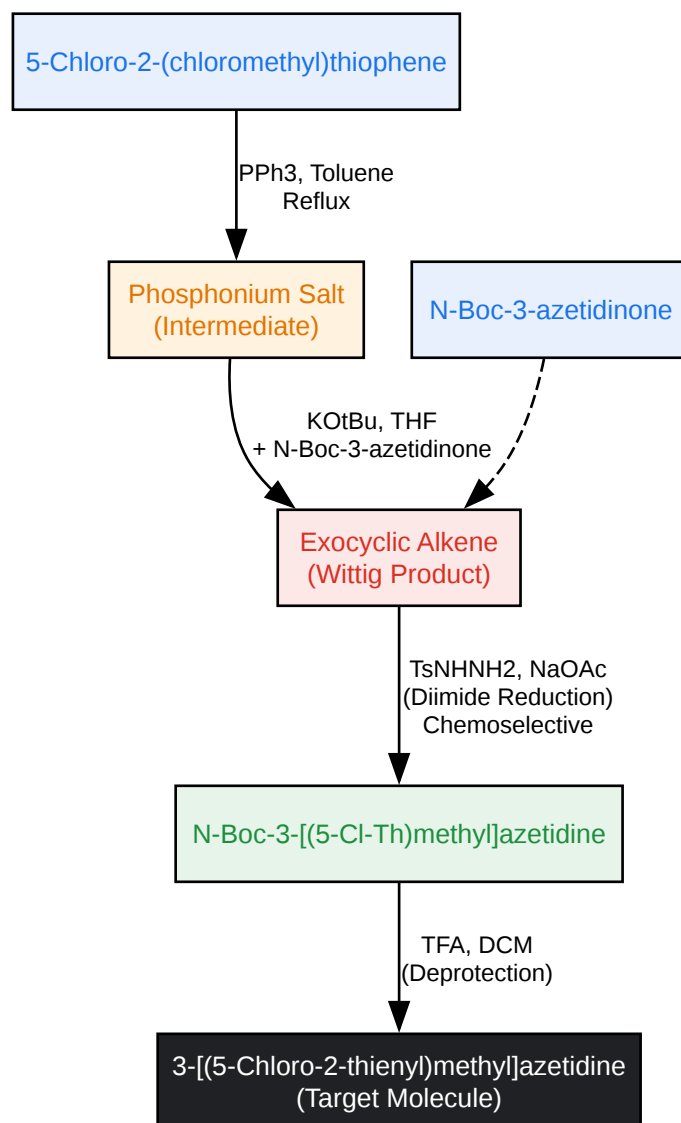 5-Chloro-2-(chloromethyl)thiophene
PPh3, Toluene
Reflux
Phosphonium Salt
(Intermediate)
N-Boc-3-azetidinone
KOtBu, THF
+ N-Boc-3-azetidinone
Exocyclic Alkene
(Wittig Product)
TsNHNH2, NaOAc
(Diimide Reduction)
Chemoselective
N-Boc-3-[(5-Cl-Th)methyl]azetidine
TFA, DCM
(Deprotection)
3-[(5-Chloro-2-thienyl)methyl]azetidine
(Target Molecule)